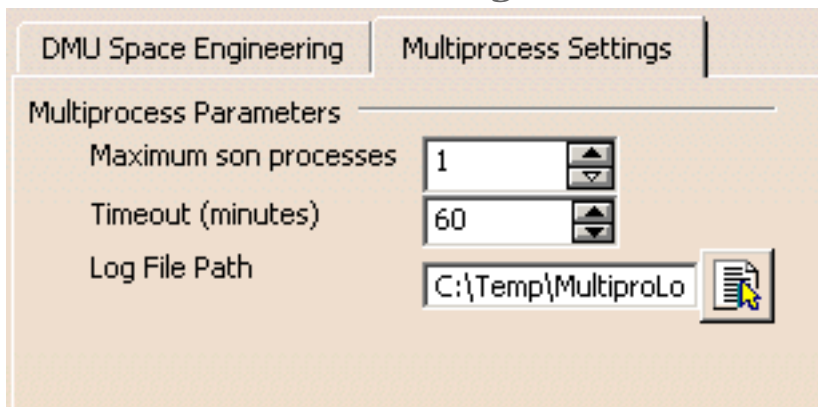 DMU Space Engineering
Multiprocess Settings
Multiprocess Parameters
Maximum son processes 1
Timeout (minutes) 60
Log File Path C:\Temp\MultiproLo